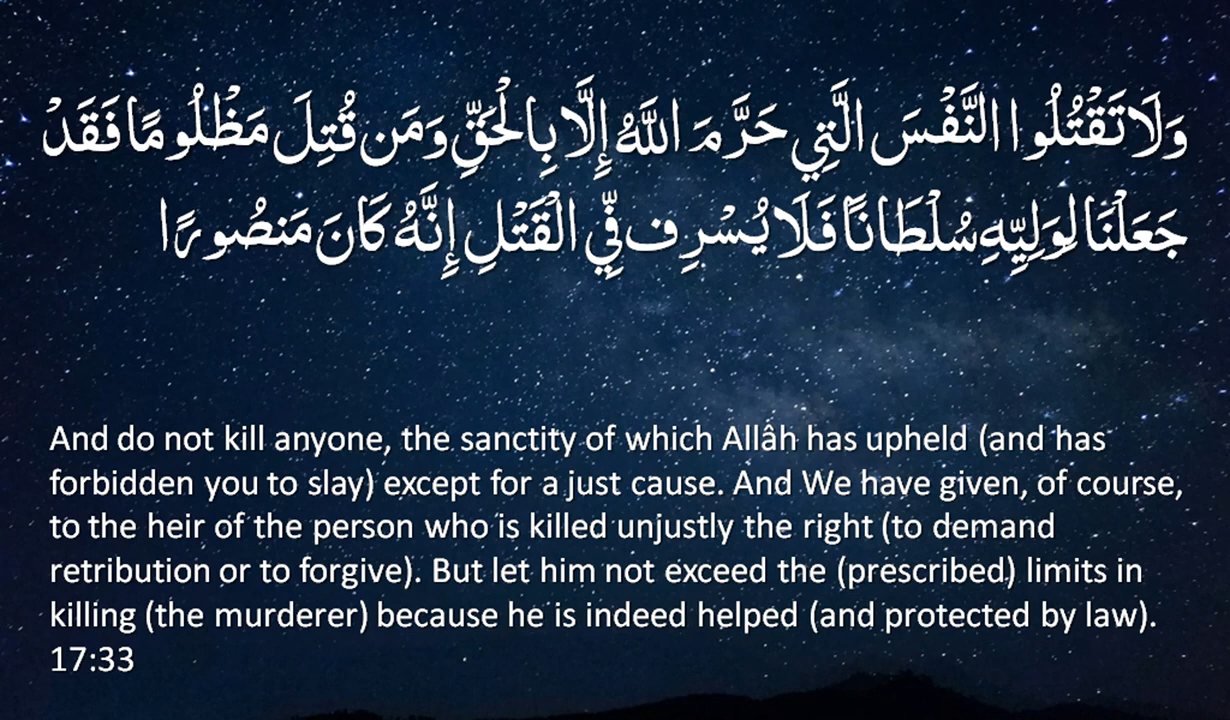 وَلَا تَقْتُلُوا النَّفْسَ الَّتِي حَرَّمَ اللَّهُ إِلَّا بِالْحَقِّ وَمَن قُتِلَ مَظْلُومًا فَقَدْ
جَعَلْنَا لِوَلِيِّهِ سُلْطَانًا فَلَا يُسْرِف فِّي الْقَتْلِ إِنَّهُ كَانَ مَنصُورًا
And do not kill anyone, the sanctity of which Allâh has upheld (and has
forbidden you to slay) except for a just cause. And We have given, of course,
to the heir of the person who is killed unjustly the right (to demand
retribution or to forgive). But let him not exceed the (prescribed) limits in
killing (the murderer) because he is indeed helped (and protected by law).
17:33